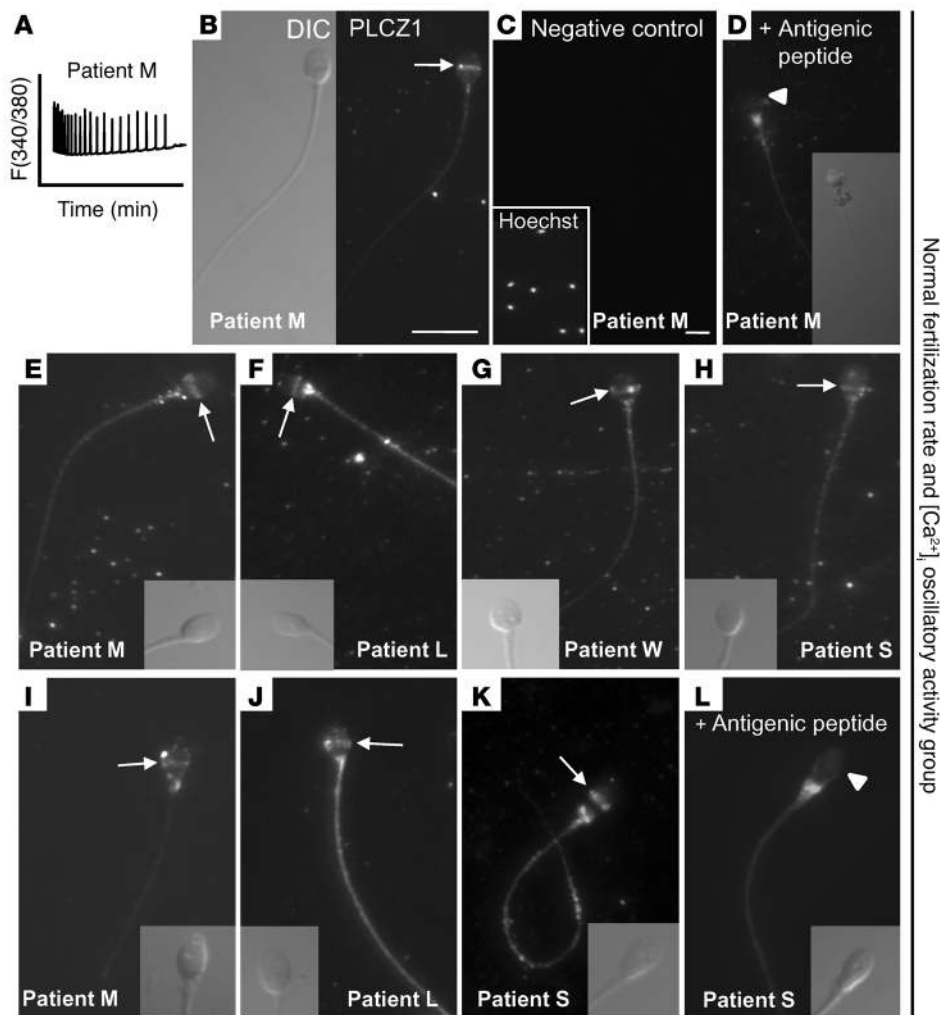 A
Patient M
F(340/380)
Time (min)
B
DIC
PLCZ1
Patient M
C
Negative control
Hoechst
Patient M
D
+ Antigenic
peptide
Patient M
E
Patient M
F
Patient L
G
Patient W
H
Patient S
I
Patient M
J
Patient L
K
Patient S
L
+ Antigenic peptide
Patient S
Normal fertilization rate and [Ca²⁺]ᵢ oscillatory activity group